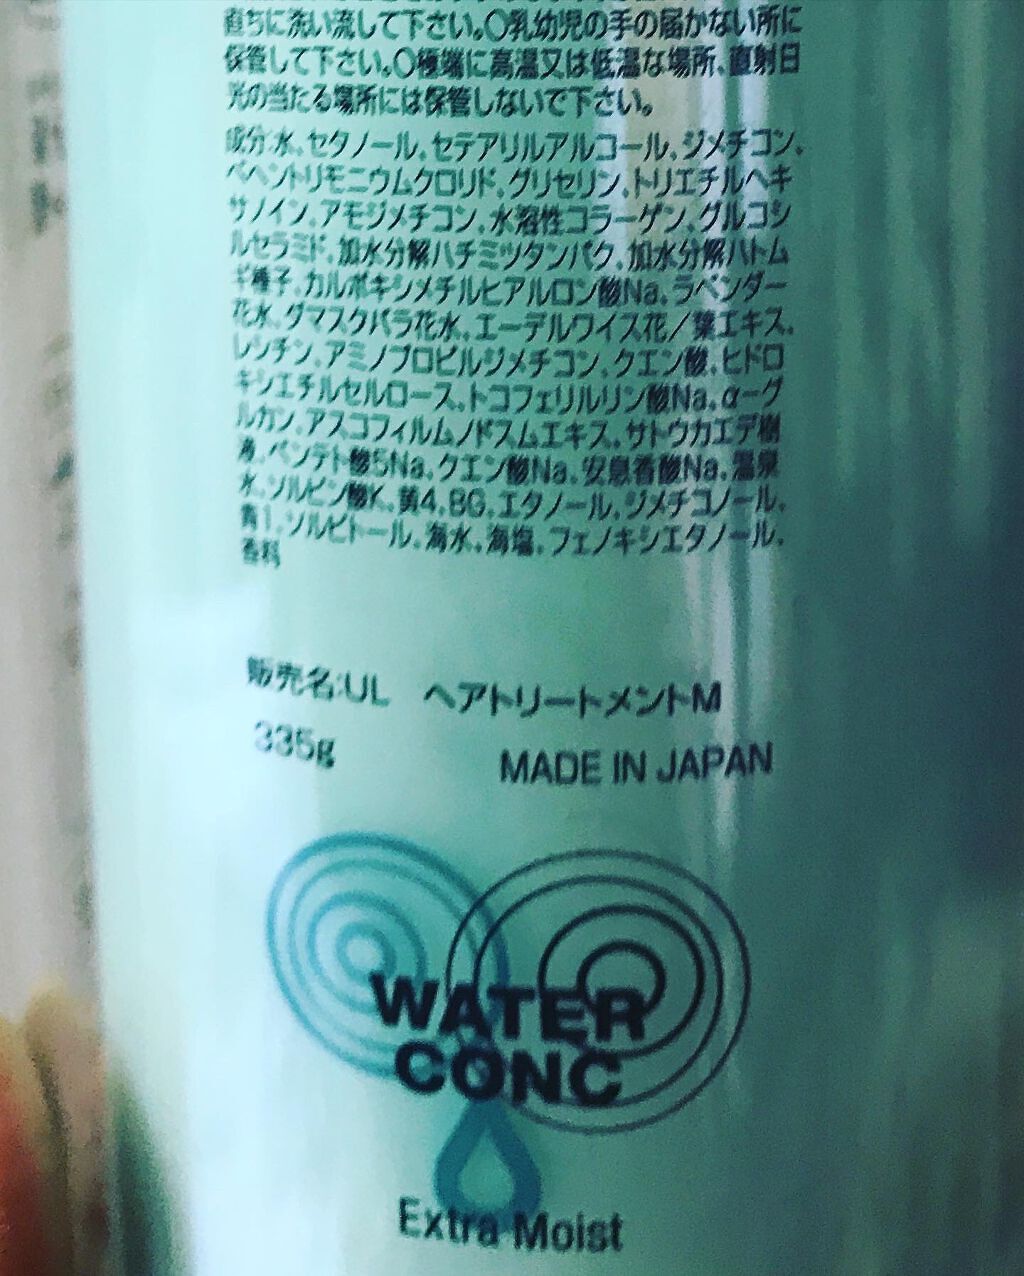 直ちに洗い流して下さい。〇乳幼児の手の届かない所に
保管して下さい。〇極端に高温又は低温な場所、直射日
光の当たる場所には保管しないで下さい。
成分:水、セタノール、セテアリルアルコール、ジメチコン、
ベヘントリモニウムクロリド、グリセリン、トリエチルヘキ
サノイン、アモジメチコン、水溶性コラーゲン、グルコシ
ルセラミド、加水分解ハチミツタンパク、加水分解ハトム
ギ種子、カルボキシメチルヒアルロン酸Na、ラベンダー
花水、ダマスクバラ花水、エーデルワイス花／葉エキス、
レシチン、アミノプロピルジメチコン、クエン酸、ヒドロ
キシエチルセルロース、トコフェリルリン酸Na、α-グ
ルカン、アスコフィルムノドスムエキス、サトウカエデ樹
液、ペンテト酸5Na、クエン酸Na、安息香酸Na、温泉
水、ソルビン酸K、黄4、BG、エタノール、ジメチコノール、
青1、ソルビトール、海水、海塩、フェノキシエタノール、
香料
販売名:UL ヘアトリートメントM
335g MADE IN JAPAN
WATER
CONC
Extra Moist